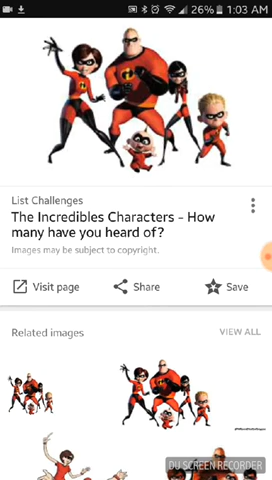 26% 1:03 AM
List Challenges
The Incredibles Characters - How
many have you heard of?
Images may be subject to copyright.
Visit page
Share
Save
Related images
VIEW ALL
DU SCREEN RECORDER